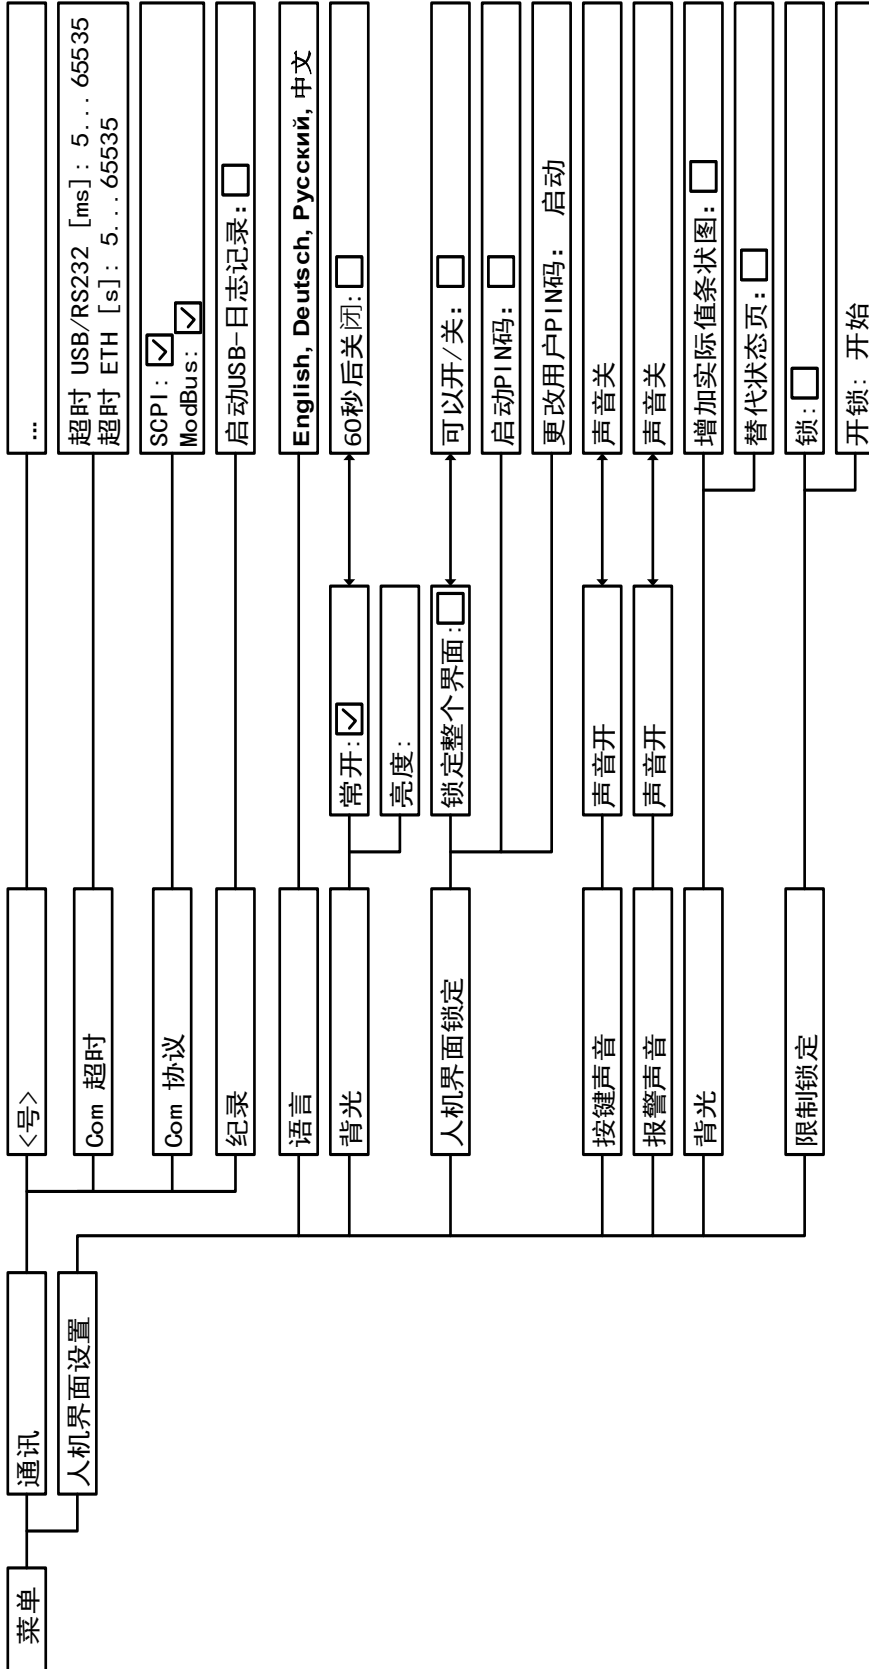 菜单
通讯
<号>
...
Com 超时
超时 USB/RS232 [ms]: 5...65535
超时 ETH [s]: 5...65535
Com 协议
SCPI:
ModBus:
纪录
启动USB-日志记录:
人机界面设置
语言
English, Deutsch, Русский, 中文
背光
常开:
60秒后关闭:
亮度:
人机界面锁定
锁定整个界面:
可以开/关:
启动PIN码:
更改用户PIN码: 启动
按键声音
声音开
声音关
报警声音
声音开
声音关
背光
增加实际值条状图:
替代状态页:
限制锁定
锁:
开锁: 开始